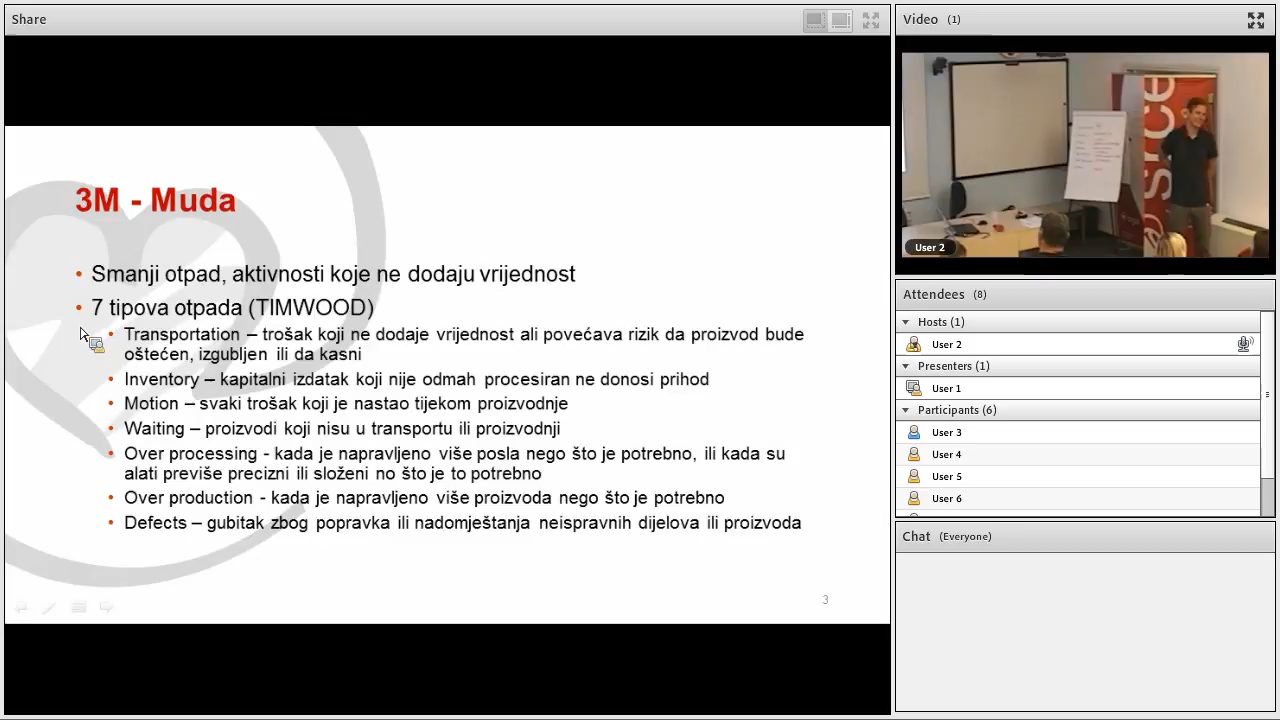 Share
3M - Muda
• Smanji otpad, aktivnosti koje ne dodaju vrijednost
• 7 tipova otpada (TIMWOOD)
• Transportation – trošak koji ne dodaje vrijednost ali povećava rizik da proizvod bude
oštećen, izgubljen ili da kasni
• Inventory – kapitalni izdatak koji nije odmah procesiran ne donosi prihod
• Motion – svaki trošak koji je nastao tijekom proizvodnje
• Waiting – proizvodi koji nisu u transportu ili proizvodnji
• Over processing - kada je napravljeno više posla nego što je potrebno, ili kada su
alati previše precizni ili složeni no što je to potrebno
• Over production - kada je napravljeno više proizvoda nego što je potrebno
• Defects – gubitak zbog popravka ili nadomještanja neispravnih dijelova ili proizvoda
3
Video (1)
srce
User 2
Attendees (8)
Hosts (1)
User 2
Presenters (1)
User 1
Participants (6)
User 3
User 4
User 5
User 6
Chat (Everyone)